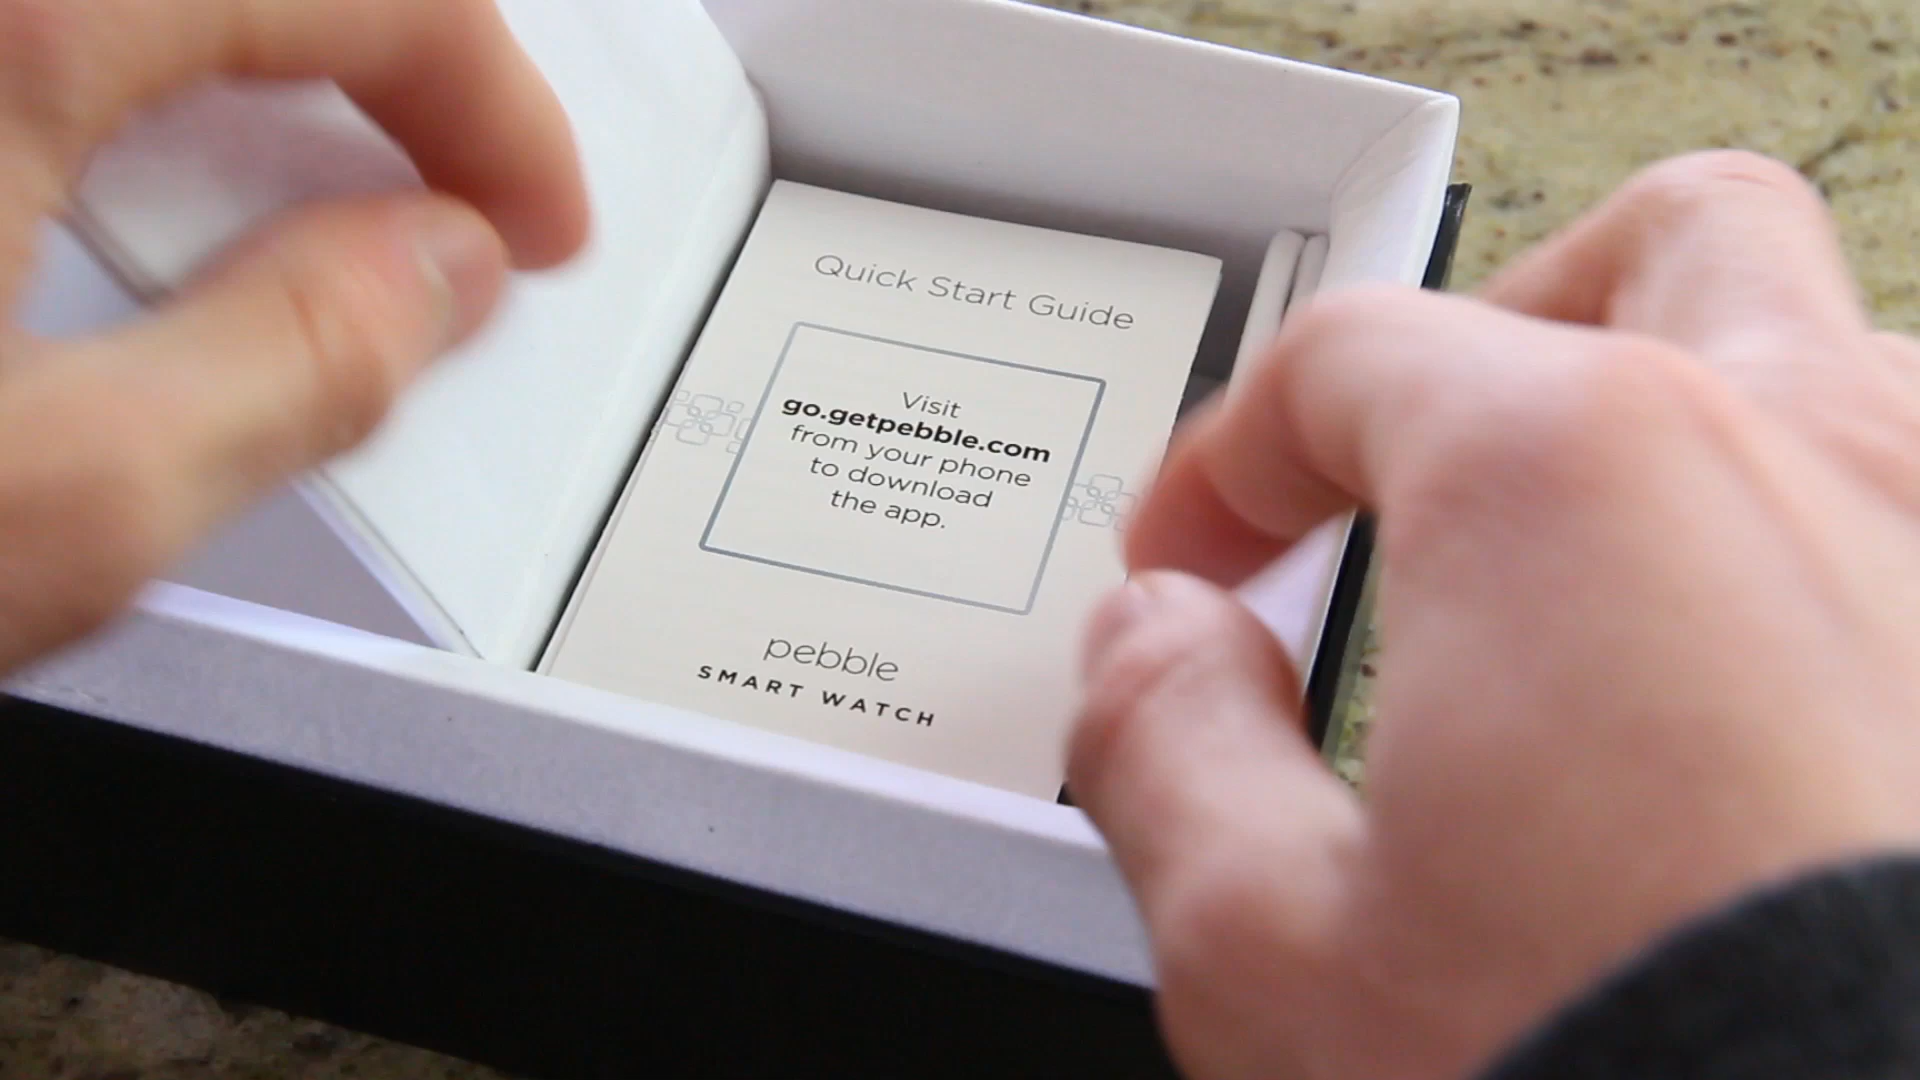 Quick Start Guide
Visit
go.getpebble.com
from your phone
to download
the app.
pebble
SMART WATCH